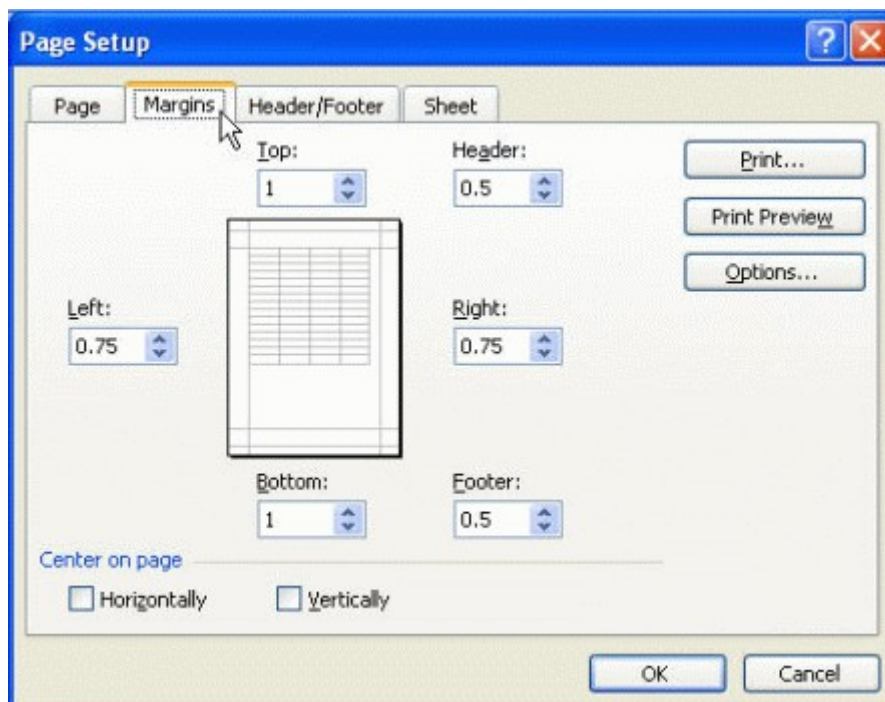 Page Setup
Page Margins Header/Footer Sheet
Top: Header:
1 0.5
Print...
Print Preview
Options...
Left: Right:
0.75 0.75
Bottom: Footer:
1 0.5
Center on page
Horizontally Vertically
OK Cancel